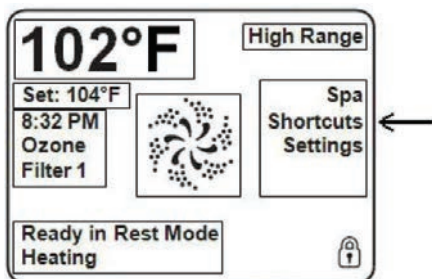 102°F
High Range
Set: 104°F
8:32 PM
Ozone
Filter 1
Spa
Shortcuts
Settings
Ready in Rest Mode
Heating